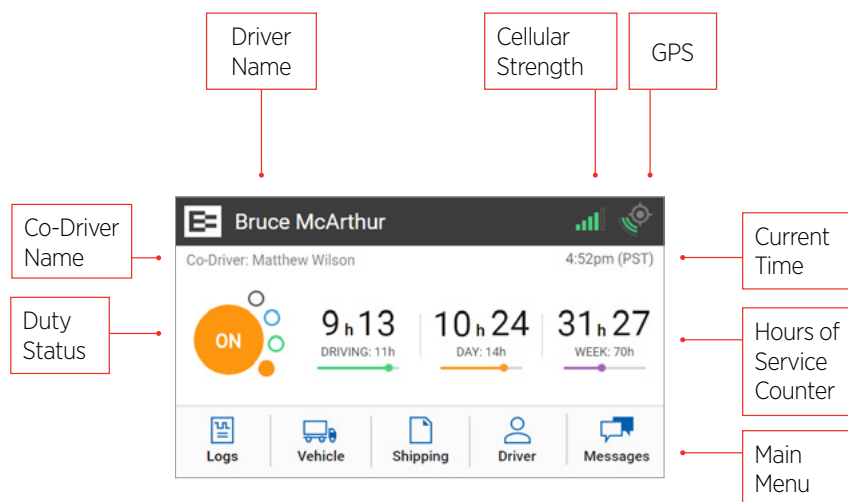 Driver
Name
Cellular
Strength
GPS
Bruce McArthur
Co-Driver
Name
Co-Driver: Matthew Wilson
4:52pm (PST)
Current
Time
Duty
Status
ON
9h13
DRIVING: 11h
10h24
DAY: 14h
31h27
WEEK: 70h
Hours of
Service
Counter
Logs
Vehicle
Shipping
Driver
Messages
Main
Menu